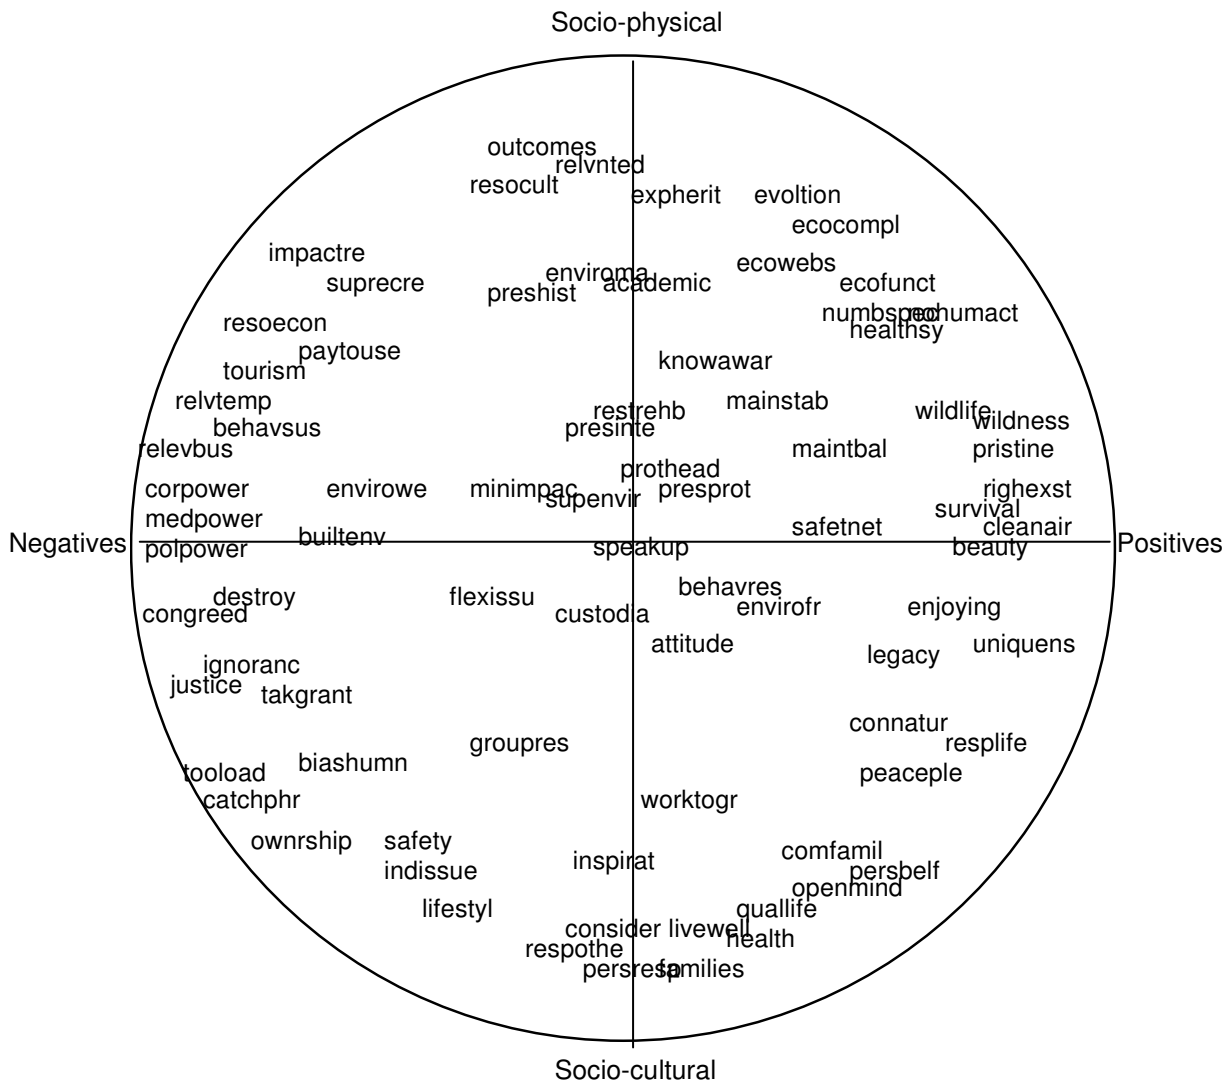 Socio-physical
outcomes
relvnted
resocult
expherit evoltion
ecocompl
impactre
ecowebs
enviroma
suprecre academic ecofunct
preshist
numbspec nohumact
resoecon healthsy
paytouse
knowawar
tourism
relvtemp mainstab
restrehb wildlife
wildness
behavsus presinte
relevbus maintbal pristine
prothead
corpower envirowe minimpac presprot righexst
supenvir
survival
medpower safetnet cleanair
builtenv
Negatives Positives
polpower speakup beauty
behavres
destroy flexissu
envirofr enjoying
congreed custodia
attitude uniquens
legacy
ignoranc
justice
takgrant
connatur
groupres resplife
biashumn
tooload peaceple
catchphr worktogr
ownrship safety
comfamil
inspirat
indissue persbelf
openmind
lifestyl quallife
consider livewell
health
respothe
persresp families
Socio-cultural